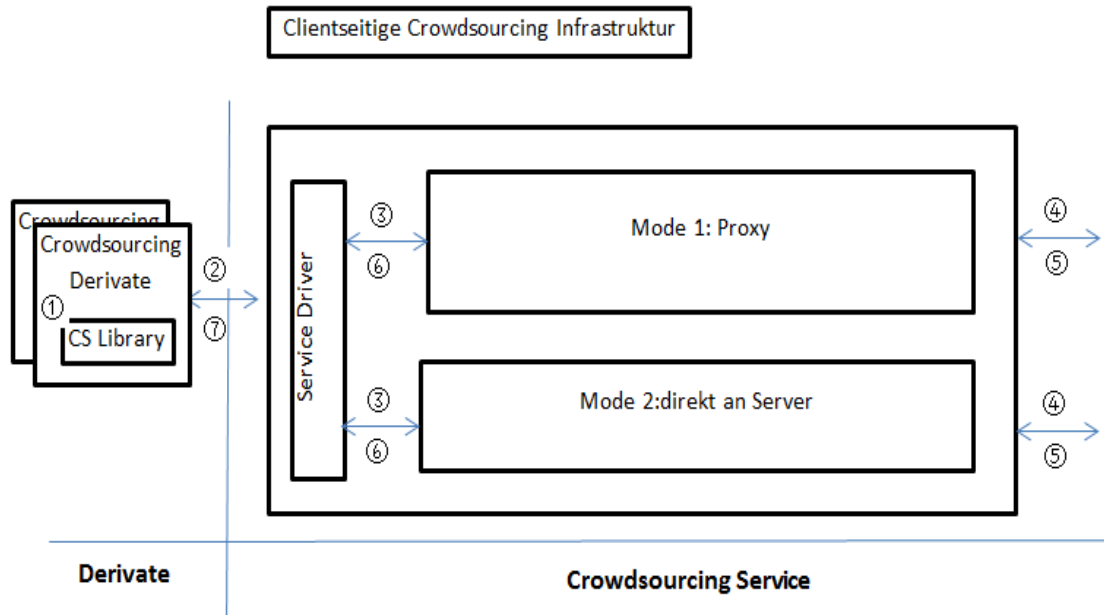 Clientseitige Crowdsourcing Infrastruktur
Crowdsourcing
Crowdsourcing
Derivate
①
CS Library
②
⑦
Service Driver
③
⑥
Mode 1: Proxy
④
⑤
③
⑥
Mode 2:direkt an Server
④
⑤
Derivate
Crowdsourcing Service